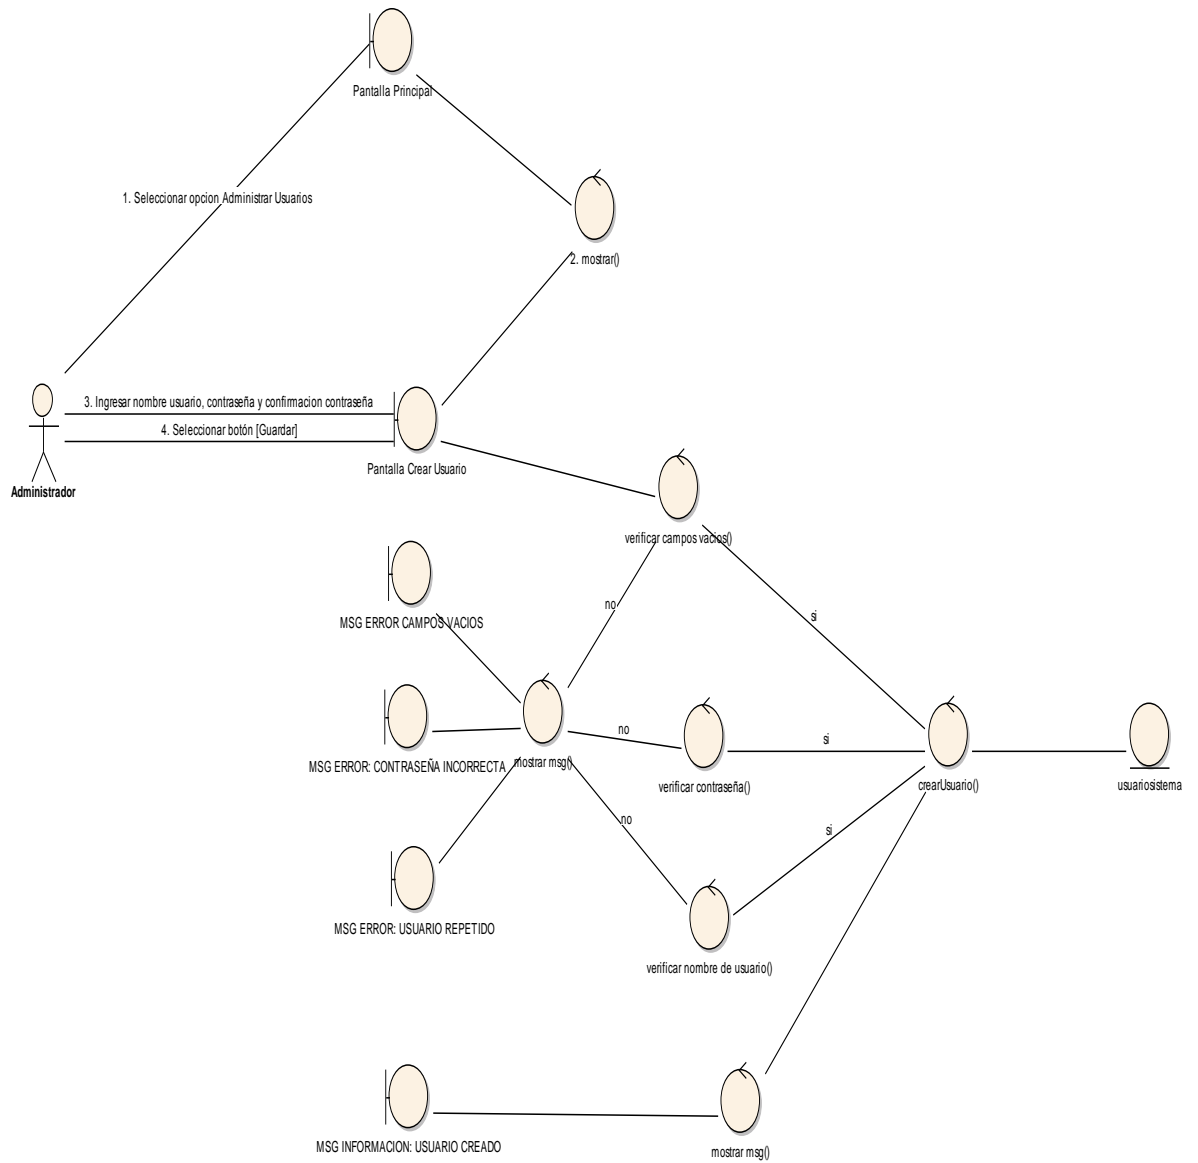 Pantalla Principal
1. Seleccionar opcion Administrar Usuarios
2. mostrar()
3. Ingresar nombre usuario, contraseña y confirmacion contraseña
4. Seleccionar botón [Guardar]
Pantalla Crear Usuario
Administrador
verificar campos vacios()
no
si
MSG ERROR CAMPOS VACIOS
no
si
MSG ERROR: CONTRASEÑA INCORRECTA
mostrar msg()
verificar contraseña()
crearUsuario()
usuariosistema
no
si
MSG ERROR: USUARIO REPETIDO
verificar nombre de usuario()
MSG INFORMACION: USUARIO CREADO
mostrar msg()